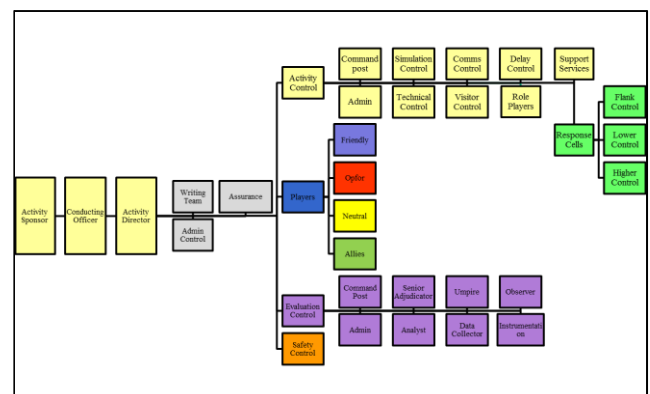 Command
post
Simulation
Control
Comms
Control
Delay
Control
Support
Services
Activity
Control
Admin
Technical
Control
Visitor
Control
Role
Players
Flank
Control
Response
Cells
Lower
Control
Higher
Control
Friendly
Opfor
Players
Neutral
Allies
Activity
Sponsor
Conducting
Officer
Activity
Director
Writing
Team
Assurance
Admin
Control
Command
Post
Senior
Adjudicator
Umpire
Observer
Evaluation
Control
Admin
Analyst
Data
Collector
Instrumentati
on
Safety
Control